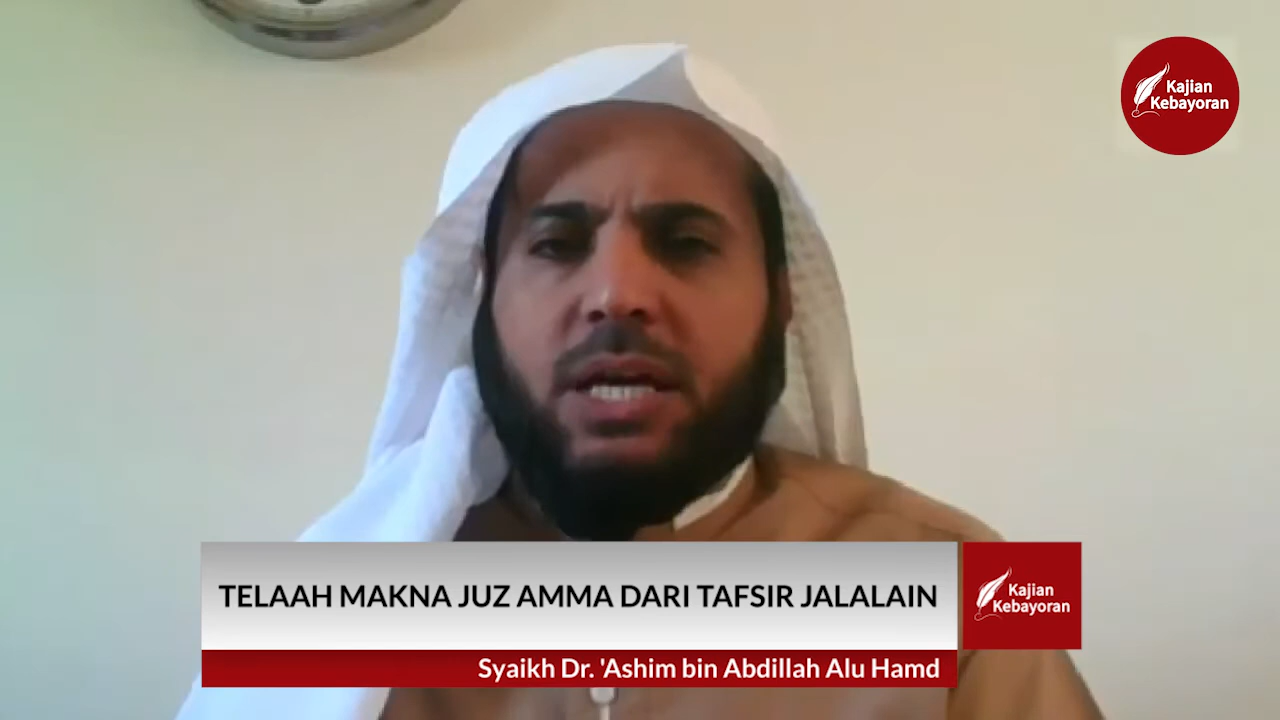 Kajian
Kebayoran
TELAAH MAKNA JUZ AMMA DARI TAFSIR JALALAIN
Kajian
Kebayoran
Syaikh Dr. 'Ashim bin Abdillah Alu Hamd